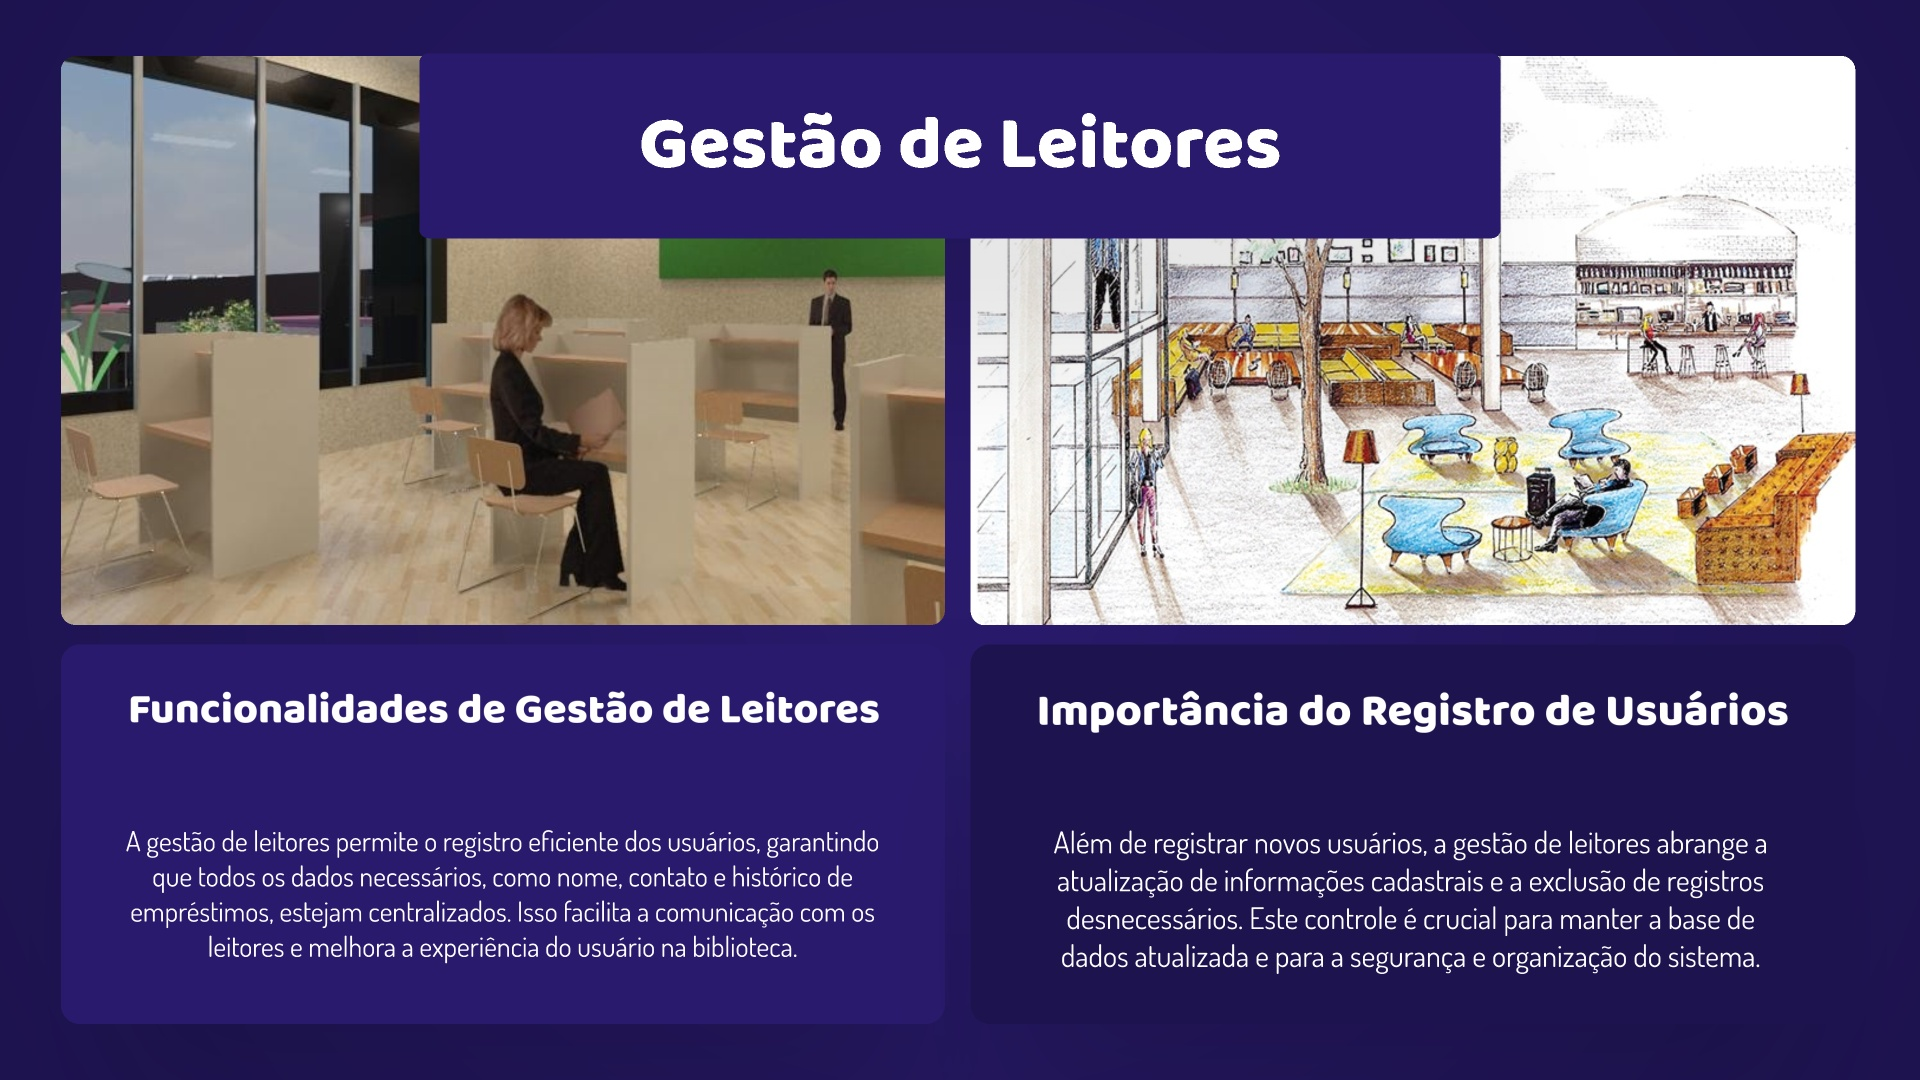 Gestão de Leitores
Funcionalidades de Gestão de Leitores
A gestão de leitores permite o registro eficiente dos usuários, garantindo
que todos os dados necessários, como nome, contato e histórico de
empréstimos, estejam centralizados. Isso facilita a comunicação com os
leitores e melhora a experiência do usuário na biblioteca.
Importância do Registro de Usuários
Além de registrar novos usuários, a gestão de leitores abrange a
atualização de informações cadastrais e a exclusão de registros
desnecessários. Este controle é crucial para manter a base de
dados atualizada e para a segurança e organização do sistema.